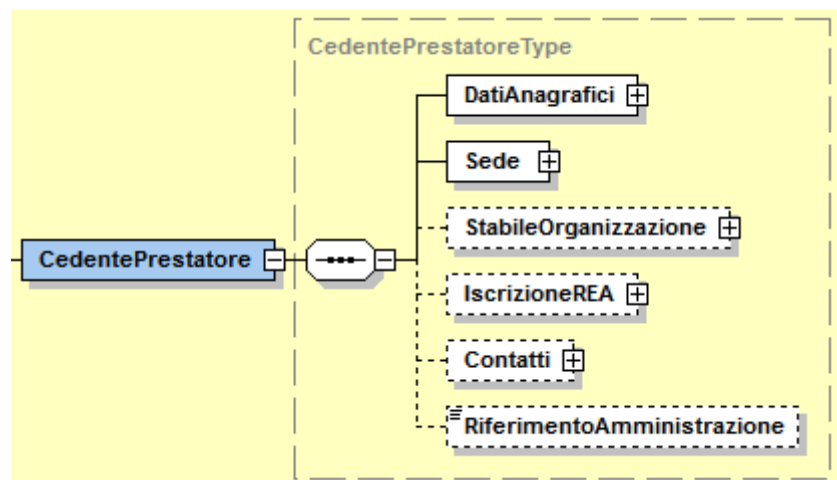 CedentePrestatoreType
DatiAnagrafici
Sede
StabileOrganizzazione
CedentePrestatore
IscrizioneREA
Contatti
RiferimentoAmministrazione